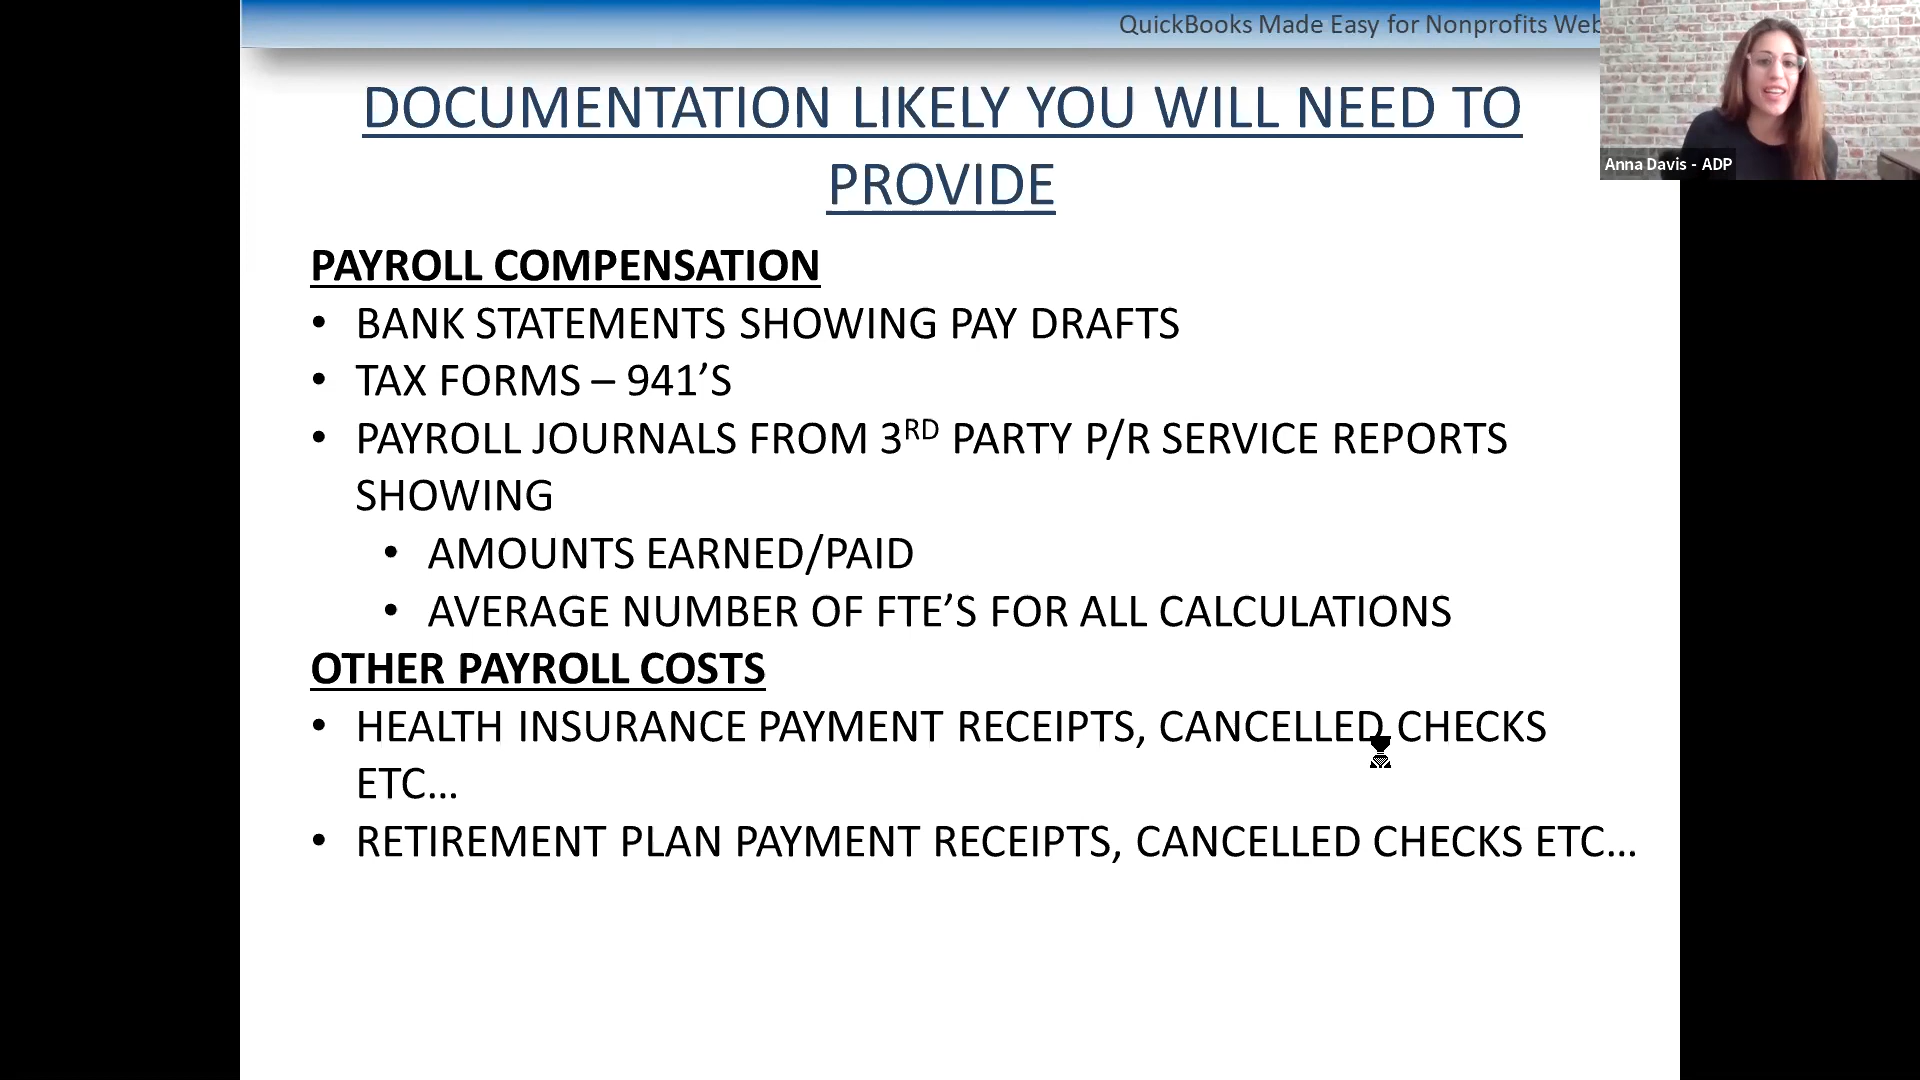 QuickBooks Made Easy for Nonprofits
DOCUMENTATION LIKELY YOU WILL NEED TO
PROVIDE
Anna Davis - ADP
PAYROLL COMPENSATION
• BANK STATEMENTS SHOWING PAY DRAFTS
• TAX FORMS – 941’S
• PAYROLL JOURNALS FROM 3RD PARTY P/R SERVICE REPORTS
SHOWING
• AMOUNTS EARNED/PAID
• AVERAGE NUMBER OF FTE’S FOR ALL CALCULATIONS
OTHER PAYROLL COSTS
• HEALTH INSURANCE PAYMENT RECEIPTS, CANCELLED CHECKS
ETC…
• RETIREMENT PLAN PAYMENT RECEIPTS, CANCELLED CHECKS ETC…